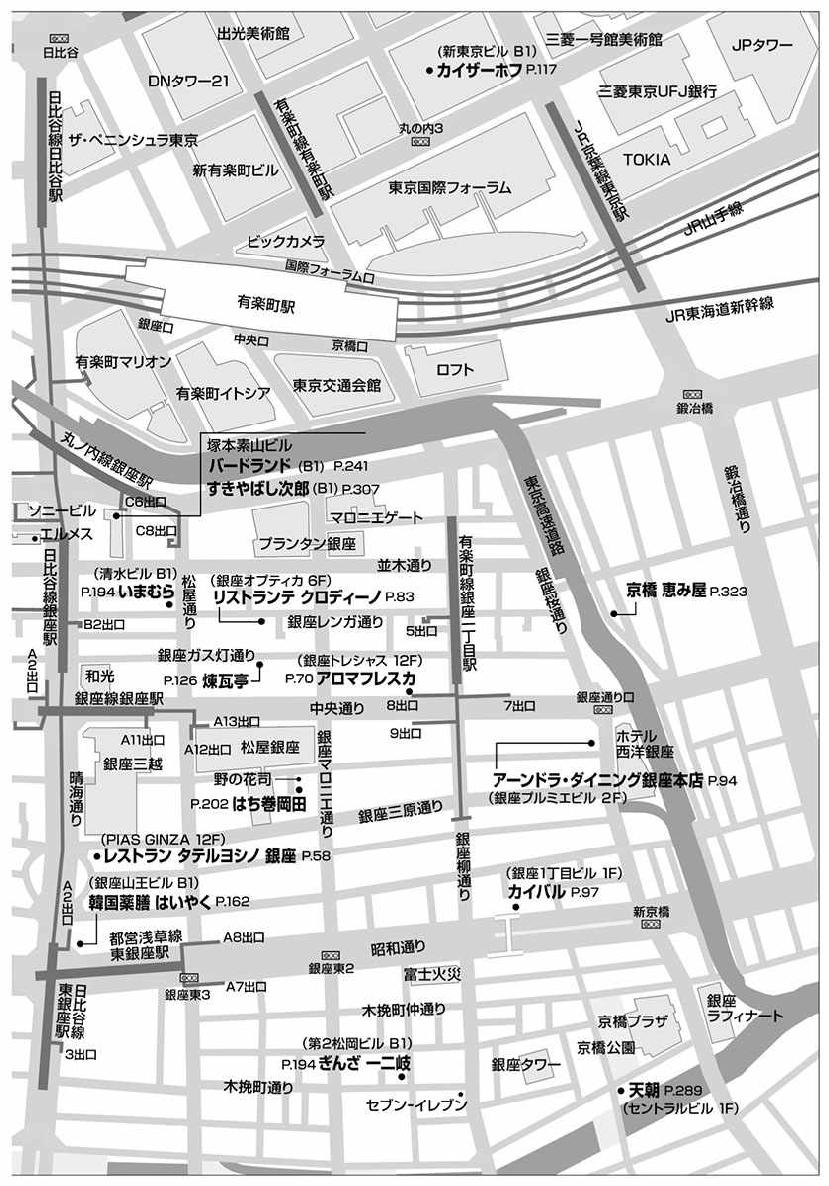 日比谷
出光美術館
(新東京ビル B1)
カイザーホフ P.117
三菱一号館美術館
JPタワー
DNタワー21
三菱東京UFJ銀行
日比谷線日比谷駅
ザ・ペニンシュラ東京
新有楽町ビル
有楽町線有楽町駅
丸の内3
JR京葉線東京駅
TOKIA
東京国際フォーラム
JR山手線
ビックカメラ
国際フォーラム口
有楽町駅
JR東海道新幹線
銀座口
中央口
京橋口
有楽町マリオン
有楽町イトシア
東京交通会館
ロフト
鍛冶橋
丸ノ内線銀座駅
塚本素山ビル
バードランド (B1) P.241
すきやばし次郎 (B1) P.307
東京高速道路
鍛冶橋通り
C6出口
ソニービル
エルメス
C8出口
マロニエゲート
プランタン銀座
並木通り
日比谷線銀座駅
(清水ビル B1)
P.194 いまむら
松屋通り
(銀座オプティカ 6F)
リストランテ クロディーノ P.83
有楽町線銀座一丁目駅
銀座桜通り
京橋 恵み屋 P.323
B2出口
銀座レンガ通り
5出口
A2出口
和光
銀座ガス灯通り
P.126 煉瓦亭
(銀座トレシャス 12F)
P.70 アロマフレスカ
銀座線銀座駅
中央通り
8出口
7出口
銀座通り口
A13出口
9出口
A11出口
A12出口
松屋銀座
銀座三越
ホテル
西洋銀座
晴海通り
野の花司
P.202 はち巻岡田
銀座マロニエ通り
アーンドラ・ダイニング銀座本店 P.94
(銀座プルミエビル 2F)
銀座三原通り
銀座柳通り
(PIAS GINZA 12F)
レストラン タテルヨシノ 銀座 P.58
(銀座山王ビル B1)
韓国薬膳 はいやく P.162
A2出口
(銀座1丁目ビル 1F)
カイバル P.97
新京橋
都営浅草線
東銀座駅
A8出口
昭和通り
銀座東2
富士火災
A7出口
銀座東3
日比谷線
東銀座駅
木挽町仲通り
京橋プラザ
銀座
ラフィナート
3出口
(第2松岡ビル B1)
P.194 ぎんざ 一二岐
京橋公園
銀座タワー
木挽町通り
セブン-イレブン
天朝 P.289
(セントラルビル 1F)